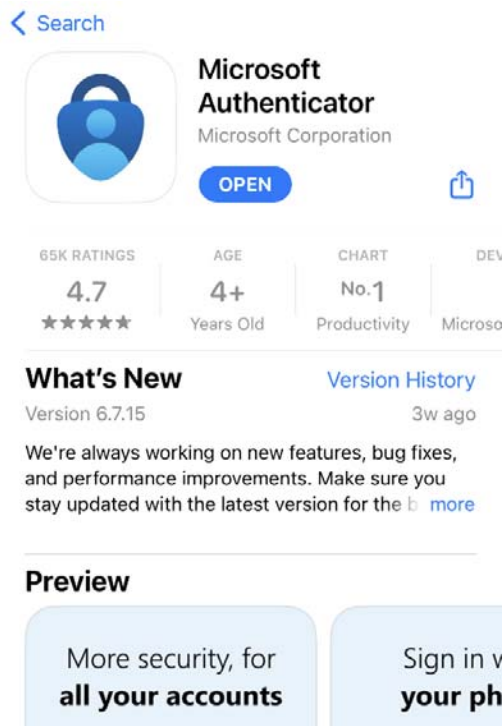 Search
Microsoft
Authenticator
Microsoft Corporation
OPEN
65K RATINGS
4.7
AGE
4+
Years Old
CHART
No.1
Productivity
What's New
Version History
Version 6.7.15
3w ago
We're always working on new features, bug fixes,
and performance improvements. Make sure you
stay updated with the latest version for the
more
Preview
More security, for
all your accounts
Sign in
your